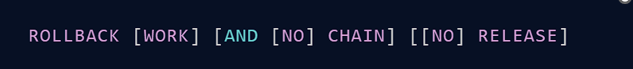 ROLLBACK [WORK] [AND [NO] CHAIN] [[NO] RELEASE]